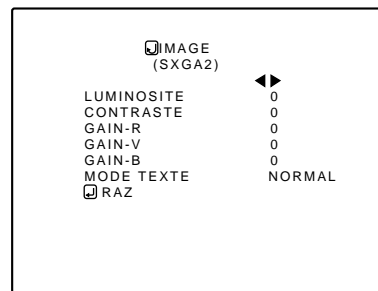 IMAGE
(SXGA2)
◀ ▶
LUMINOSITE 0
CONTRASTE 0
GAIN-R 0
GAIN-V 0
GAIN-B 0
MODE TEXTE NORMAL
RAZ